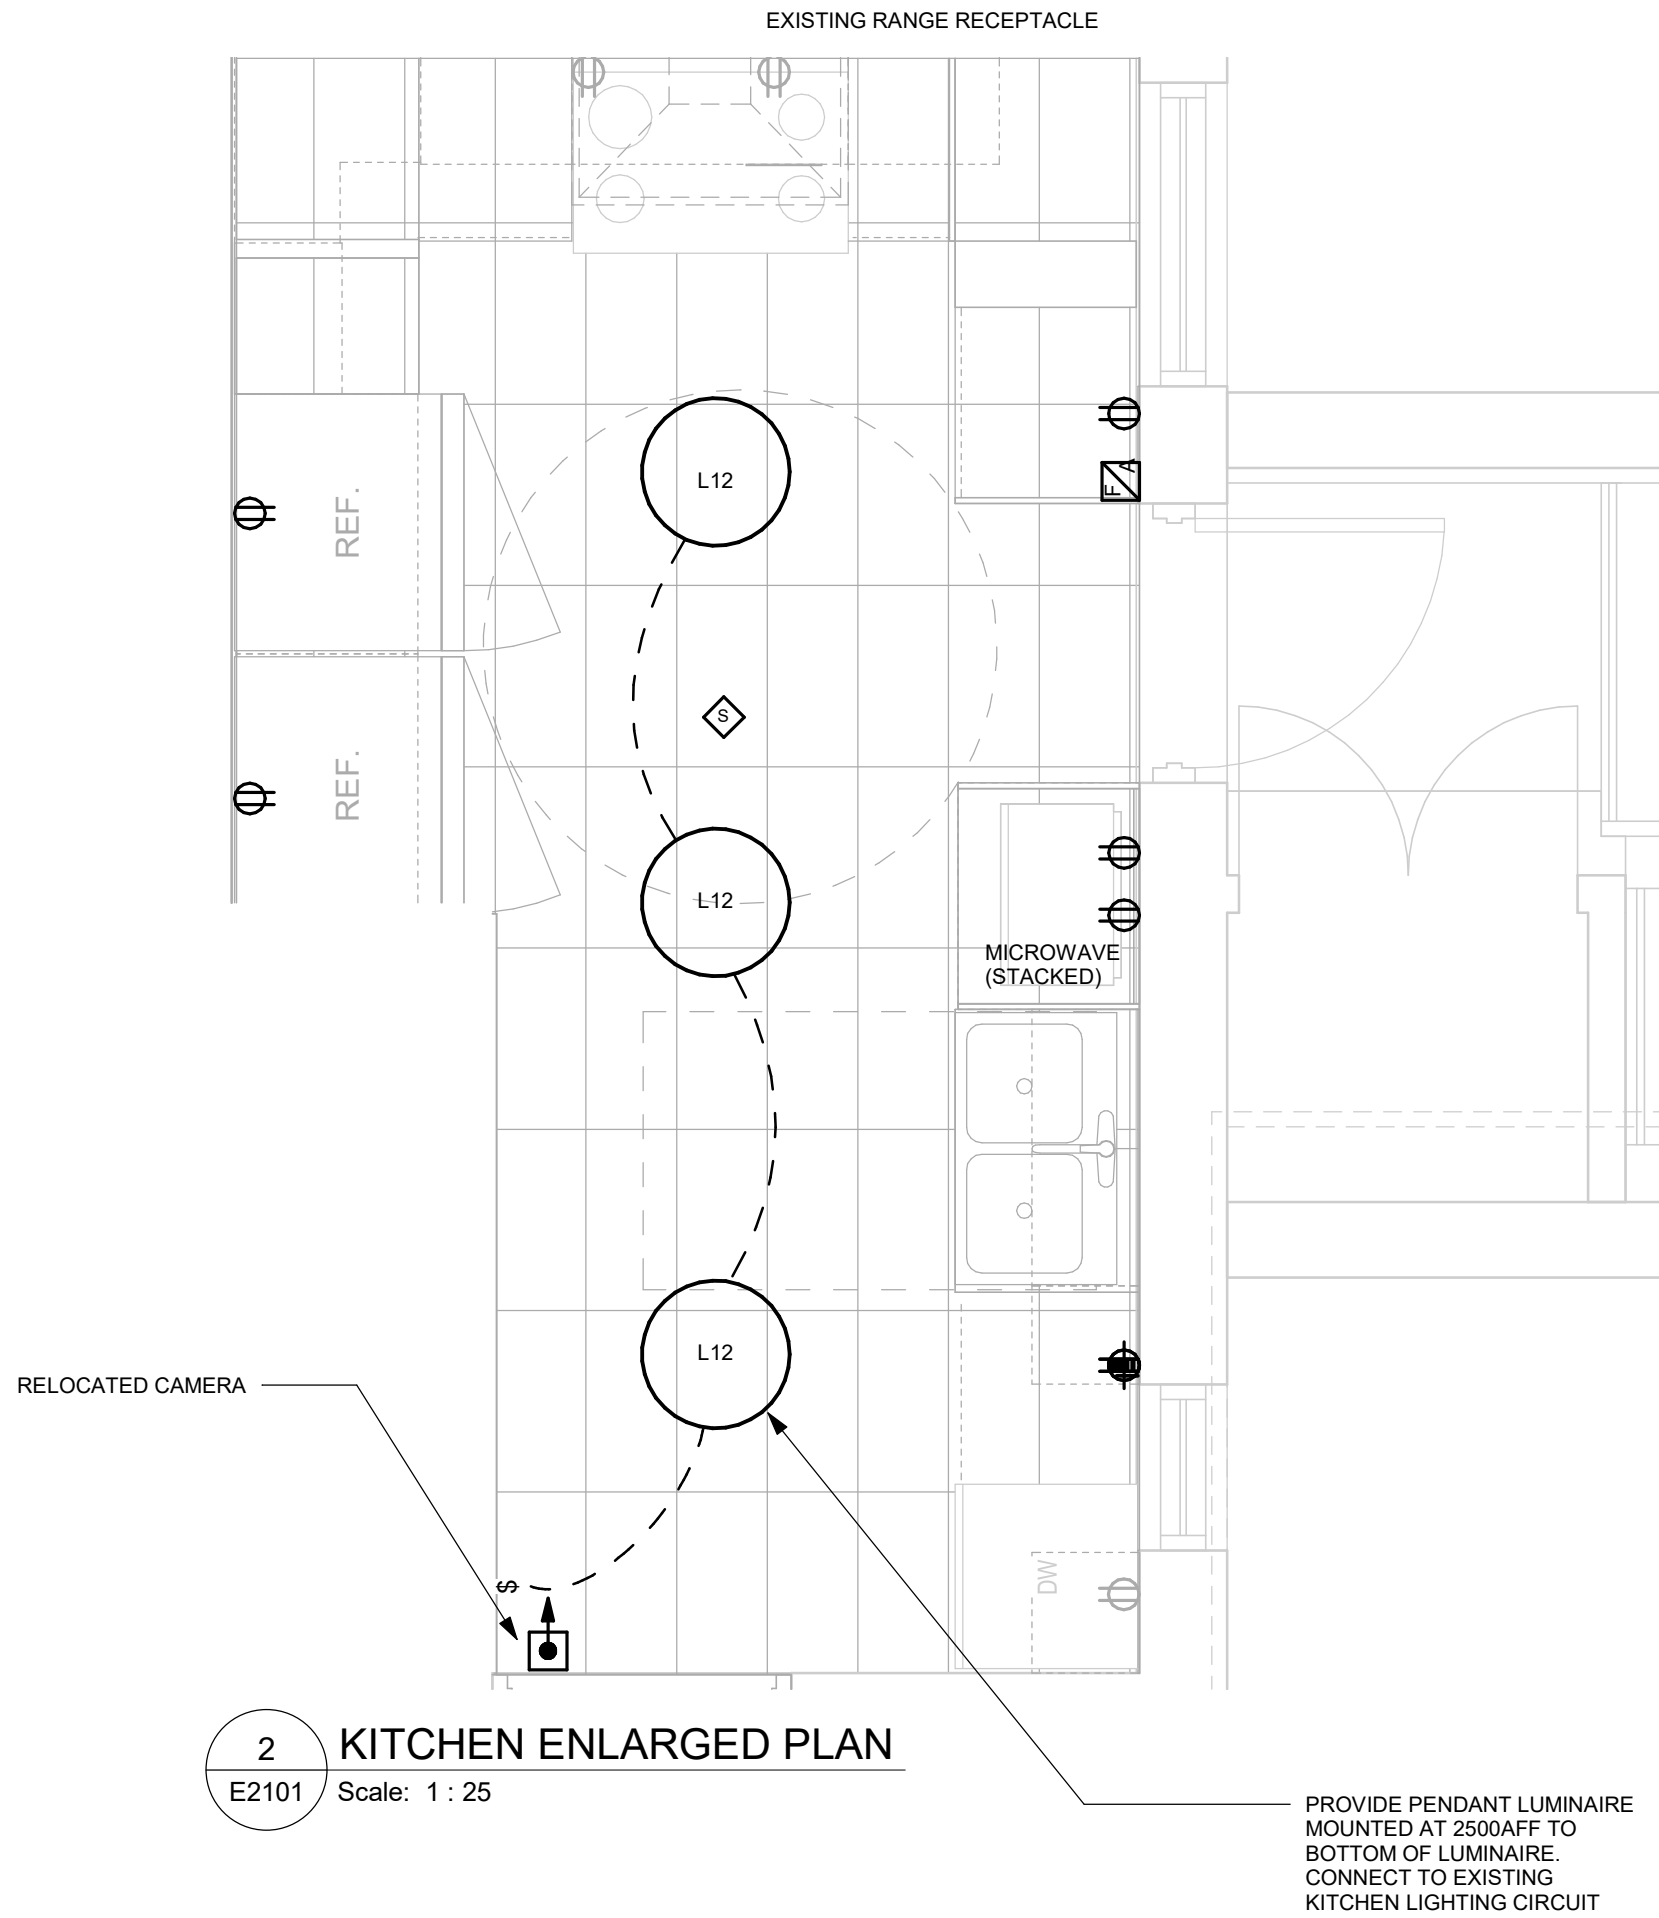 EXISTING RANGE RECEPTACLE
L12
A
F
REF.
S
REF.
L12
MICROWAVE
(STACKED)
L12
RELOCATED CAMERA
DW
$
2
KITCHEN ENLARGED PLAN
E2101
Scale: 1 : 25
PROVIDE PENDANT LUMINAIRE
MOUNTED AT 2500AFF TO
BOTTOM OF LUMINAIRE.
CONNECT TO EXISTING
KITCHEN LIGHTING CIRCUIT